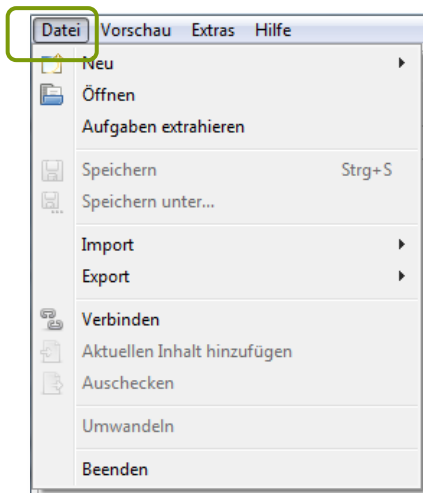 Datei Vorschau Extras Hilfe
Neu
Öffnen
Aufgaben extrahieren
Speichern Strg+S
Speichern unter...
Import
Export
Verbinden
Aktuellen Inhalt hinzufügen
Auschecken
Umwandeln
Beenden